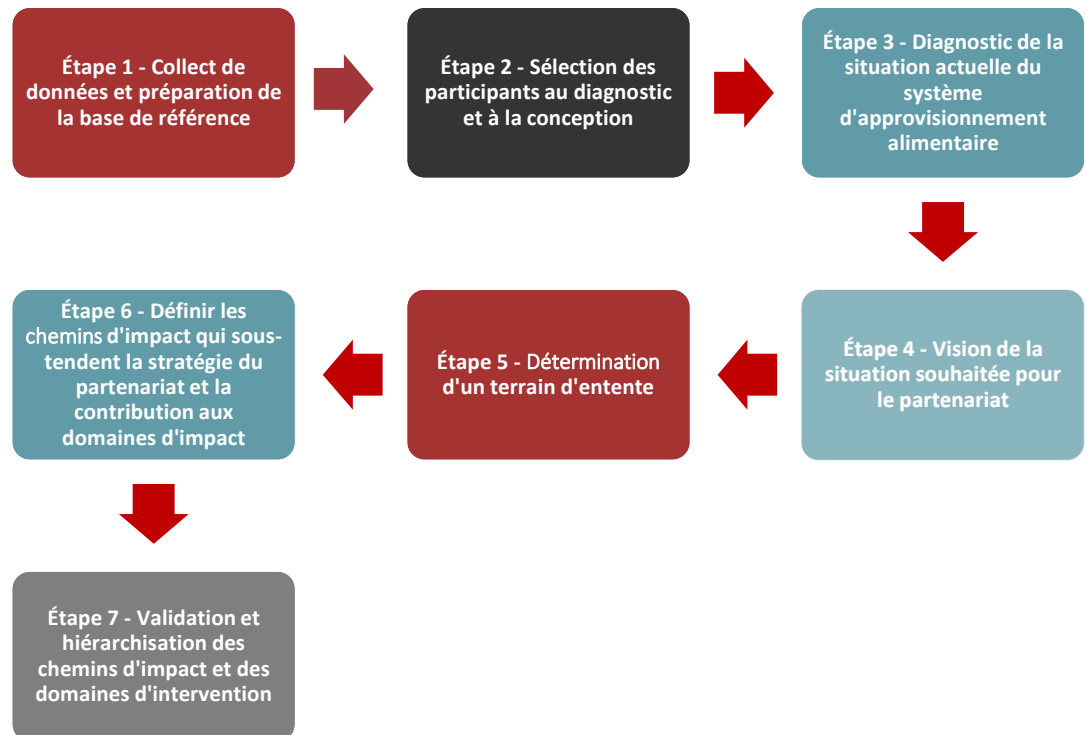 Étape 1 - Collect de
données et préparation de
la base de référence
Étape 2 - Sélection des
participants au diagnostic
et à la conception
Étape 3 - Diagnostic de la
situation actuelle du
système
d'approvisionnement
alimentaire
Étape 4 - Vision de la
situation souhaitée pour
le partenariat
Étape 5 - Détermination
d'un terrain d'entente
Étape 6 - Définir les
chemins d'impact qui sous-
tendent la stratégie du
partenariat et la
contribution aux
domaines d'impact
Étape 7 - Validation et
hiérarchisation des
chemins d'impact et des
domaines d'intervention